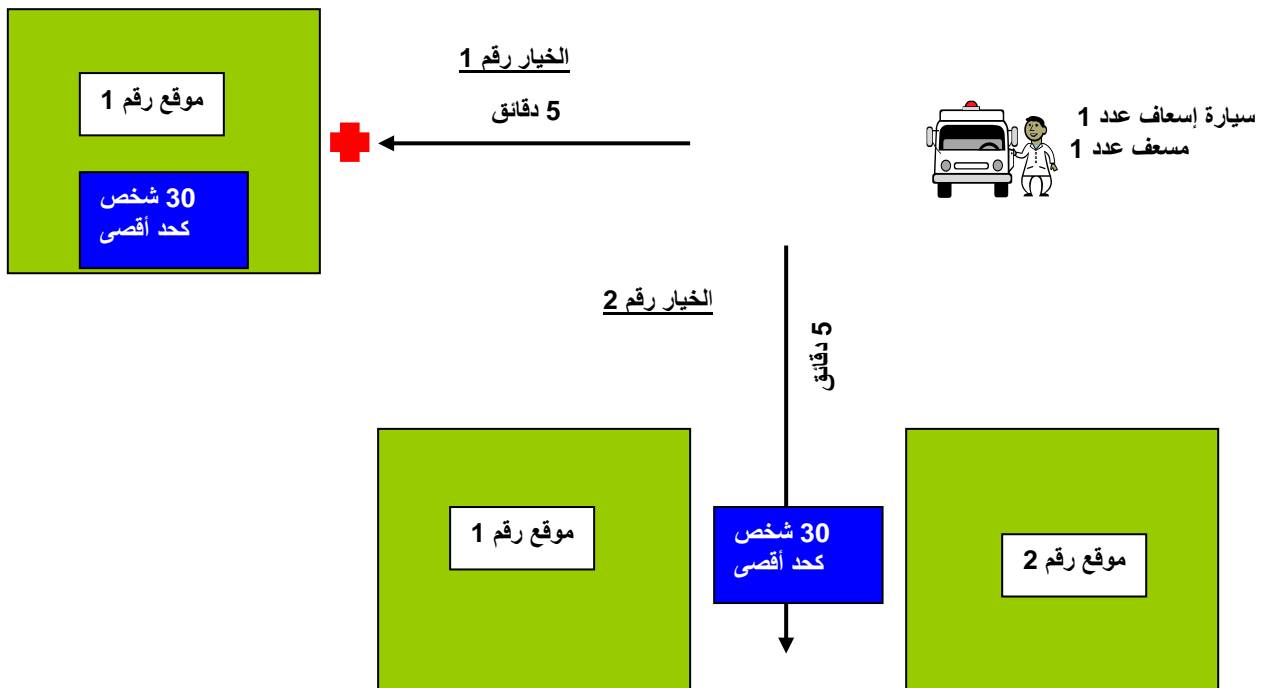 الخيار رقم 1
5 دقائق
سيارة إسعاف عدد 1
مسعف عدد 1
موقع رقم 1
30 شخص
كحد أقصى
الخيار رقم 2
5 دقائق
موقع رقم 1
30 شخص
كحد أقصى
موقع رقم 2